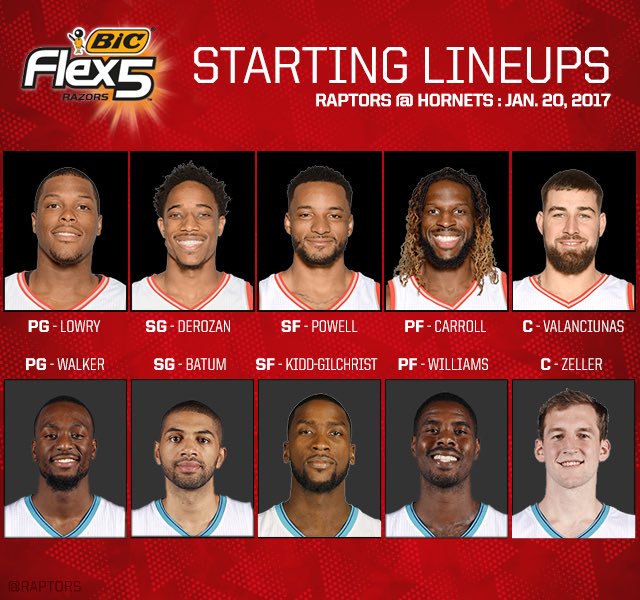 BIC
Flex5
RAZORS
STARTING LINEUPS
RAPTORS @ HORNETS : JAN. 20, 2017
PG - LOWRY SG - DEROZAN SF - POWELL PF - CARROLL C - VALANCIUNAS
PG - WALKER SG - BATUM SF - KIDD-GILCHRIST PF - WILLIAMS C - ZELLER
@RAPTORS